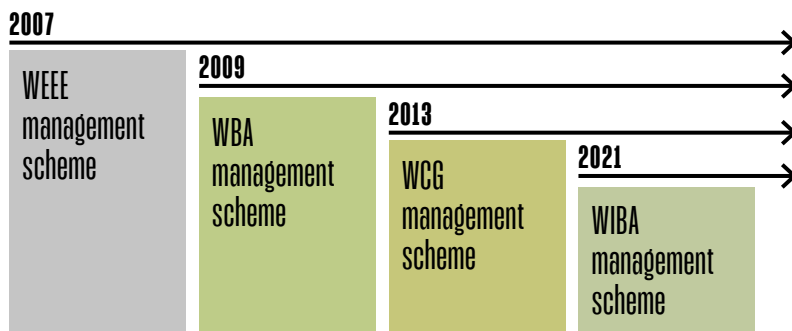 2007
WEEE
management
scheme
2009
WBA
management
scheme
2013
WCG
management
scheme
2021
WIBA
management
scheme